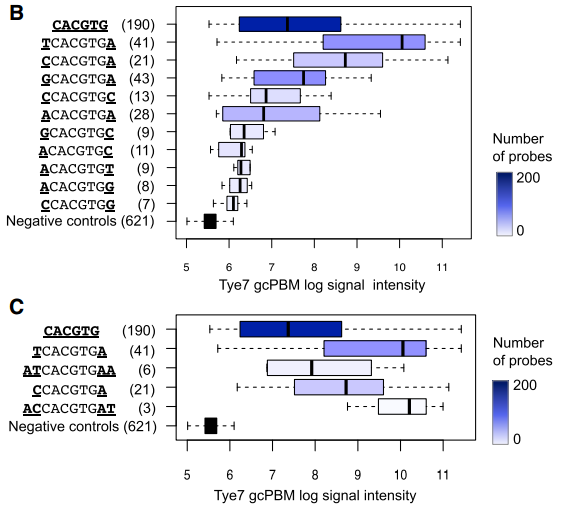 B
CACGTG (190)
TCACGTGA (41)
CCACGTGA (21)
GCACGTGA (43)
CCACGTGC (13)
ACACGTGA (28)
GCACGTGC (9)
ACACGTGC (11)
ACACGTGT (9)
ACACGTGG (8)
CCACGTGG (7)
Negative controls (621)
Number
of probes
200
0
5 6 7 8 9 10 11
Tye7 gcPBM log signal intensity
C
CACGTG (190)
TCACGTGA (41)
ATCACGTGAA (6)
CCACGTGA (21)
ACCACGTGAT (3)
Negative controls (621)
Number
of probes
200
0
5 6 7 8 9 10 11
Tye7 gcPBM log signal intensity